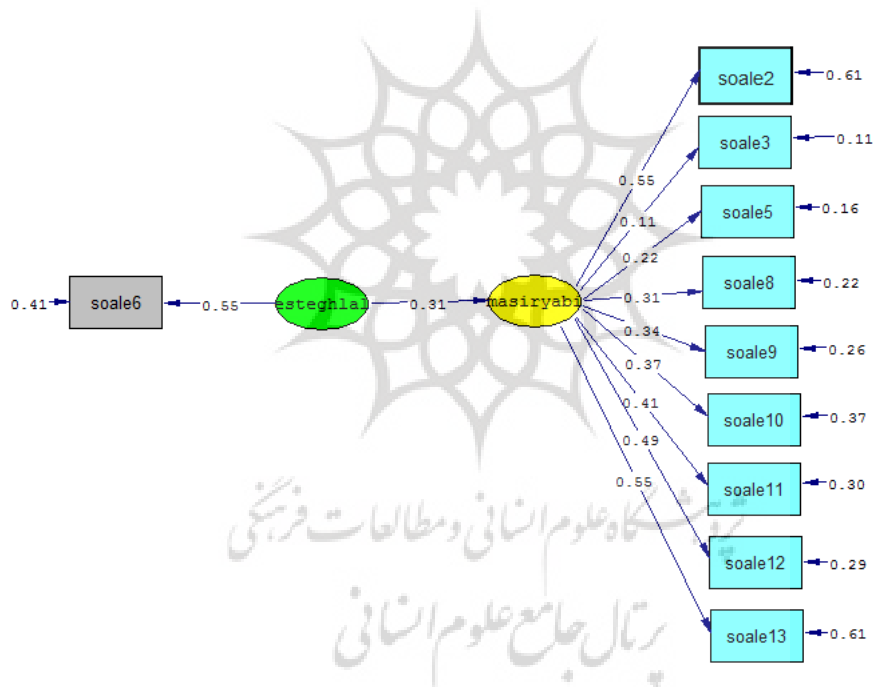 soale2
0.61
soale3
0.11
soale5
0.16
soale8
0.22
soale9
0.26
soale10
0.37
soale11
0.30
soale12
0.29
soale13
0.61
0.55
0.11
0.22
0.31
0.34
0.37
0.41
0.49
0.55
0.41
soale6
0.55
esteghlal
0.31
masiryabi
پژوهشگاه علوم انسانی و مطالعات فرهنگی
پرتال جامع علوم انسانی